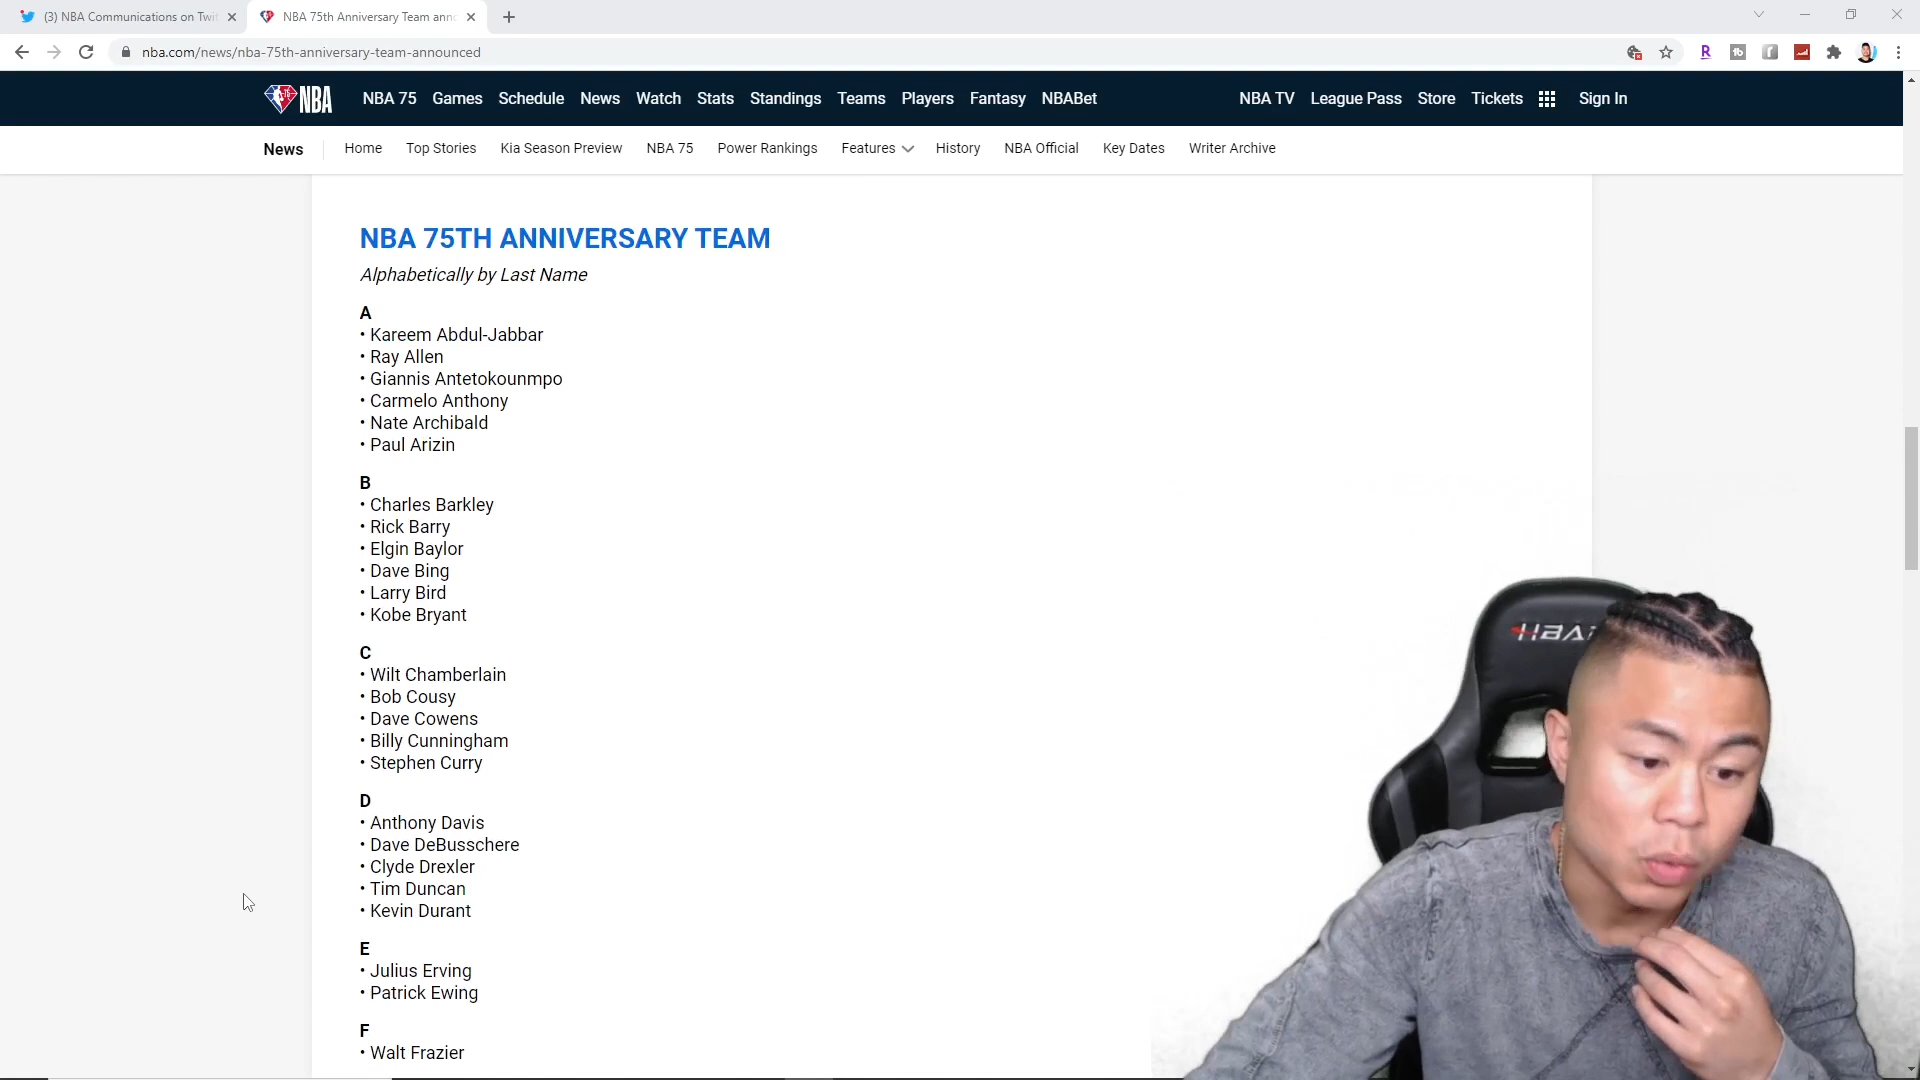 (3) NBA Communications on Twit
NBA 75th Anniversary Team anno
nba.com/news/nba-75th-anniversary-team-announced
NBA
NBA 75 Games Schedule News Watch Stats Standings Teams Players Fantasy NBABet NBA TV League Pass Store Tickets Sign In
News Home Top Stories Kia Season Preview NBA 75 Power Rankings Features History NBA Official Key Dates Writer Archive
NBA 75TH ANNIVERSARY TEAM
Alphabetically by Last Name
A
• Kareem Abdul-Jabbar
• Ray Allen
• Giannis Antetokounmpo
• Carmelo Anthony
• Nate Archibald
• Paul Arizin
B
• Charles Barkley
• Rick Barry
• Elgin Baylor
• Dave Bing
• Larry Bird
• Kobe Bryant
C
• Wilt Chamberlain
• Bob Cousy
• Dave Cowens
• Billy Cunningham
• Stephen Curry
D
• Anthony Davis
• Dave DeBusschere
• Clyde Drexler
• Tim Duncan
• Kevin Durant
E
• Julius Erving
• Patrick Ewing
F
• Walt Frazier